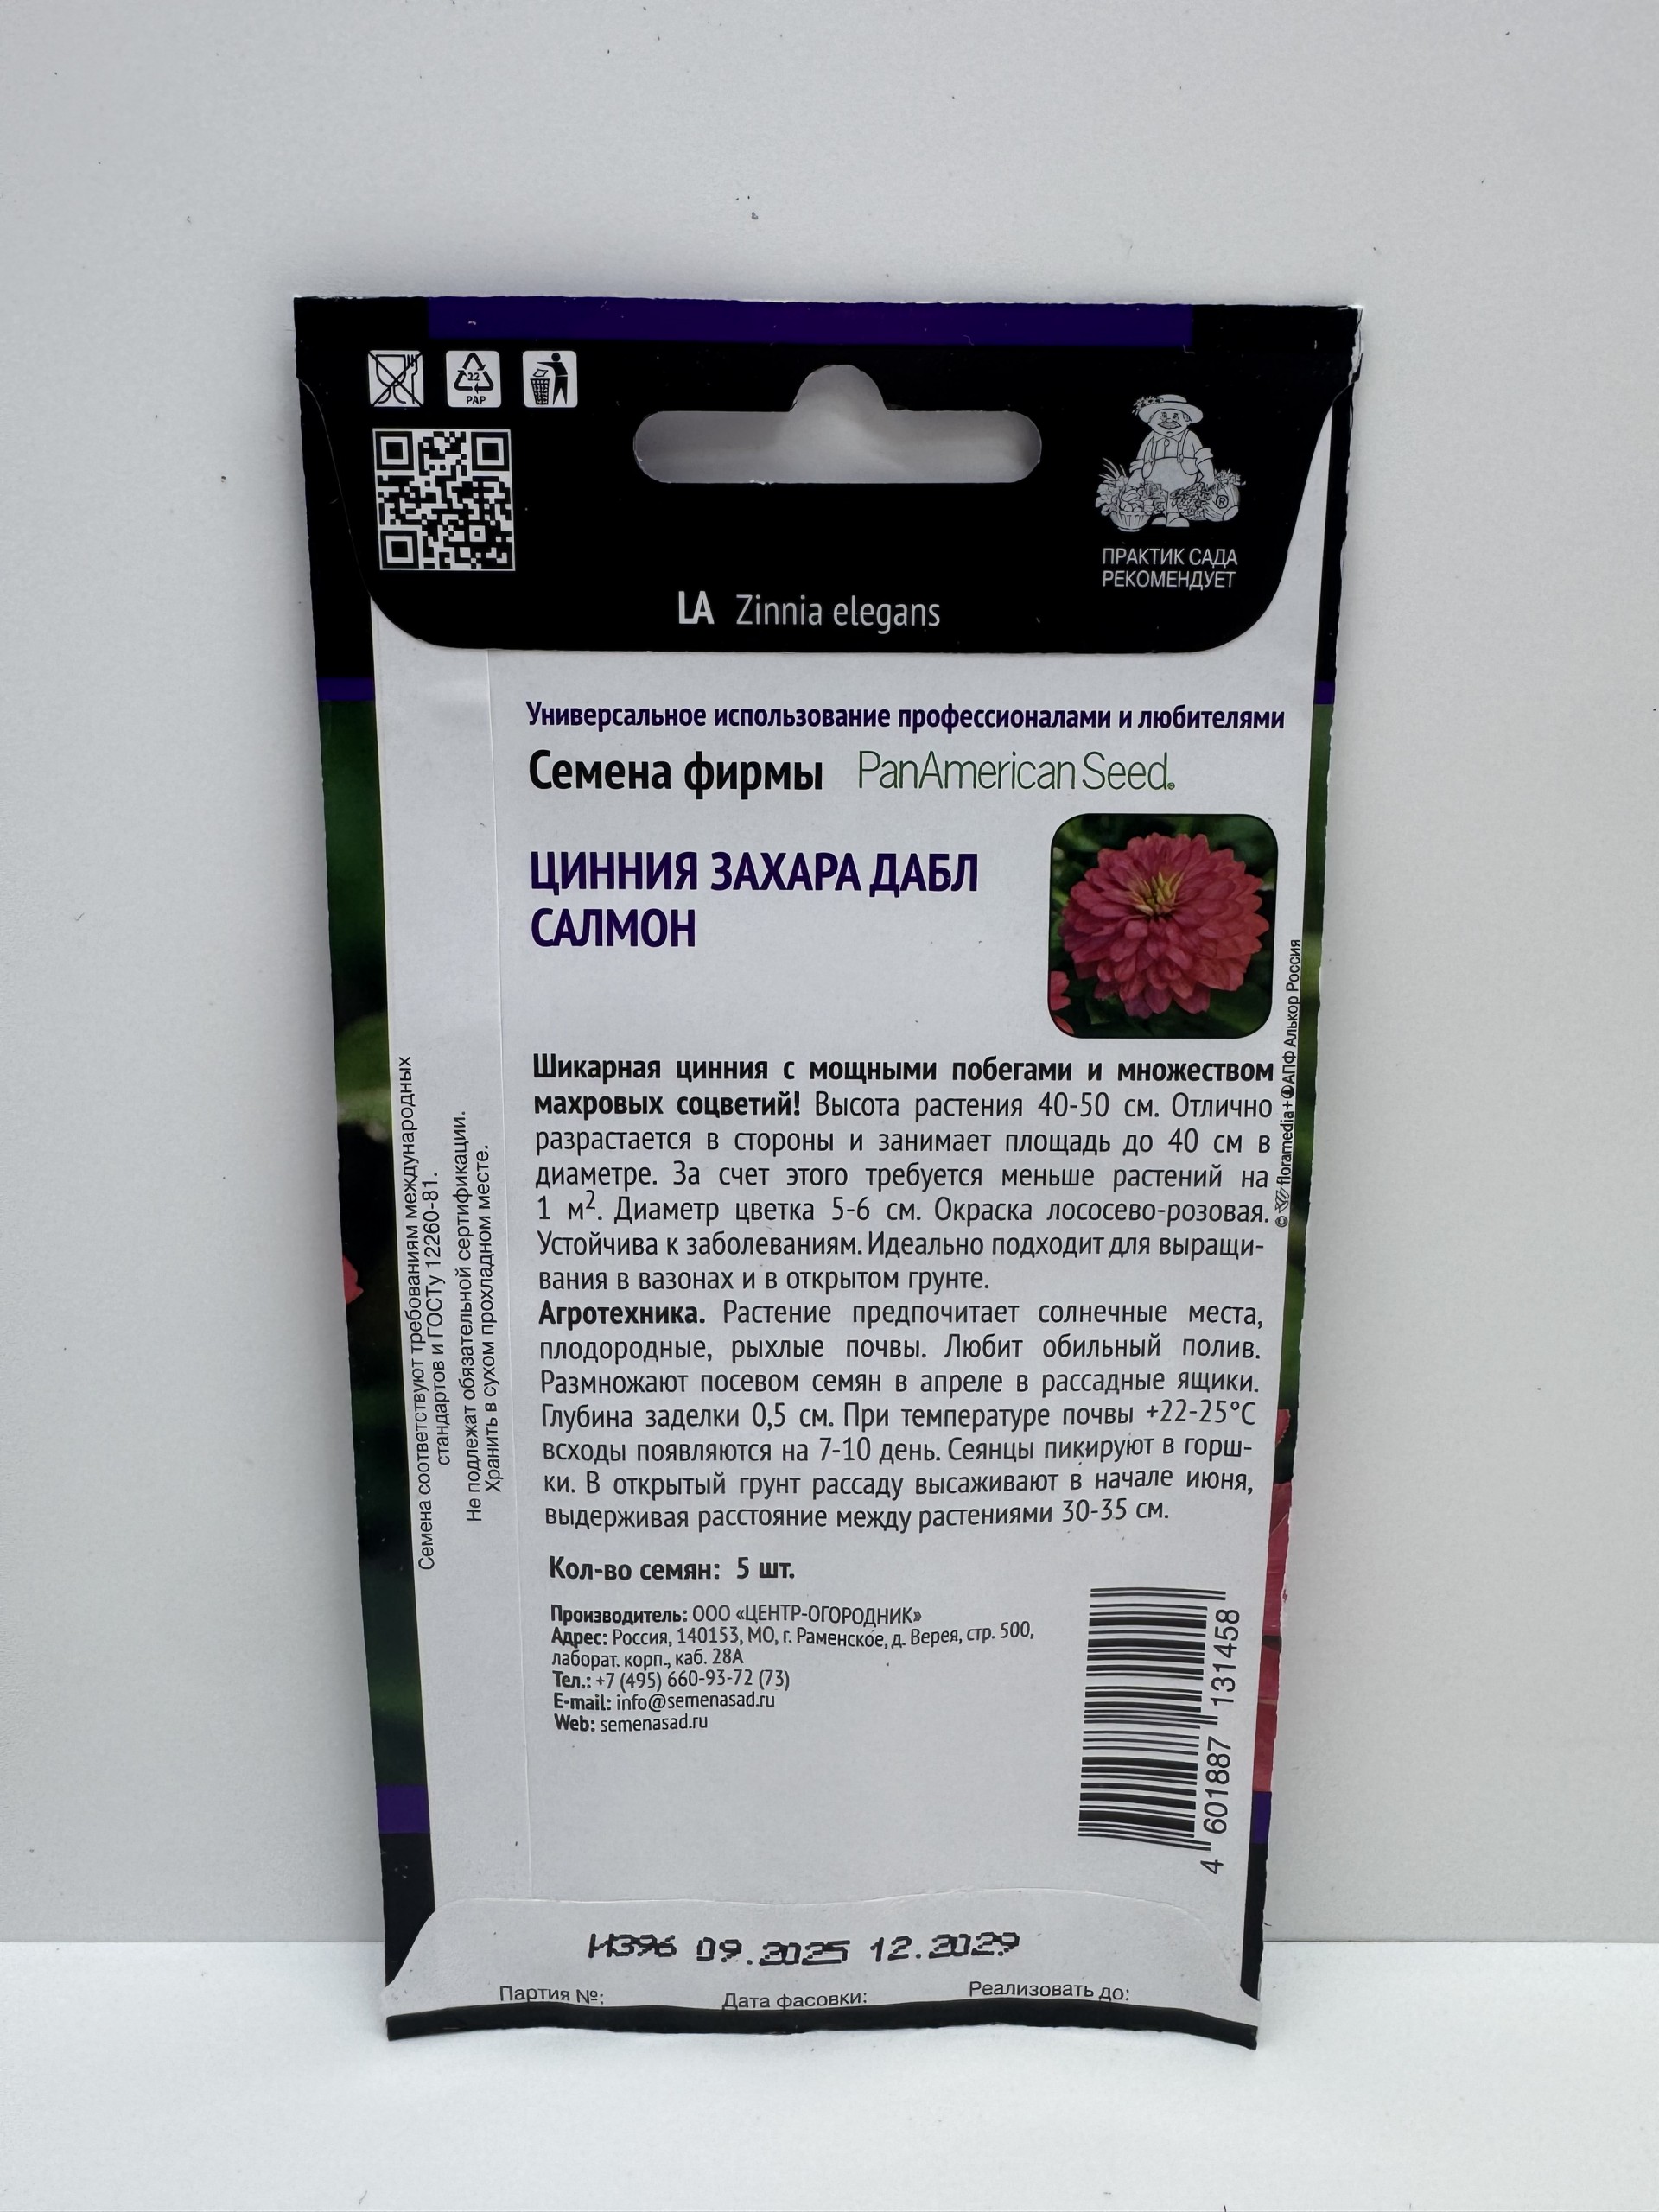 22
PAP
ПРАКТИК САДА
РЕКОМЕНДУЕТ
®
LA Zinnia elegans
Универсальное использование профессионалами и любителями
Семена фирмы PanAmerican Seed®
ЦИННИЯ ЗАХАРА ДАБЛ
САЛМОН
Шикарная цинния с мощными побегами и множеством
махровых соцветий! Высота растения 40-50 см. Отлично
разрастается в стороны и занимает площадь до 40 см в
диаметре. За счет этого требуется меньше растений на
1 м². Диаметр цветка 5-6 см. Окраска лососево-розовая.
Устойчива к заболеваниям. Идеально подходит для выращи-
вания в вазонах и в открытом грунте.
Агротехника. Растение предпочитает солнечные места,
плодородные, рыхлые почвы. Любит обильный полив.
Размножают посевом семян в апреле в рассадные ящики.
Глубина заделки 0,5 см. При температуре почвы +22-25°С
всходы появляются на 7-10 день. Сеянцы пикируют в горш-
ки. В открытый грунт рассаду высаживают в начале июня,
выдерживая расстояние между растениями 30-35 см.
Кол-во семян: 5 шт.
Производитель: ООО «ЦЕНТР-ОГОРОДНИК»
Адрес: Россия, 140153, МО, г. Раменское, д. Верея, стр. 500,
лаборат. корп., каб. 28А
Тел.: +7 (495) 660-93-72 (73)
E-mail: info@semenasad.ru
Web: semenasad.ru
4 601887 131458
© floramedia+ АПФ Алькор Россия
Семена соответствуют требованиям международных
стандартов и ГОСТу 12260-81.
Не подлежат обязательной сертификации.
Хранить в сухом прохладном месте.
И396 09.2025 12.2029
Партия №: Дата фасовки: Реализовать до: